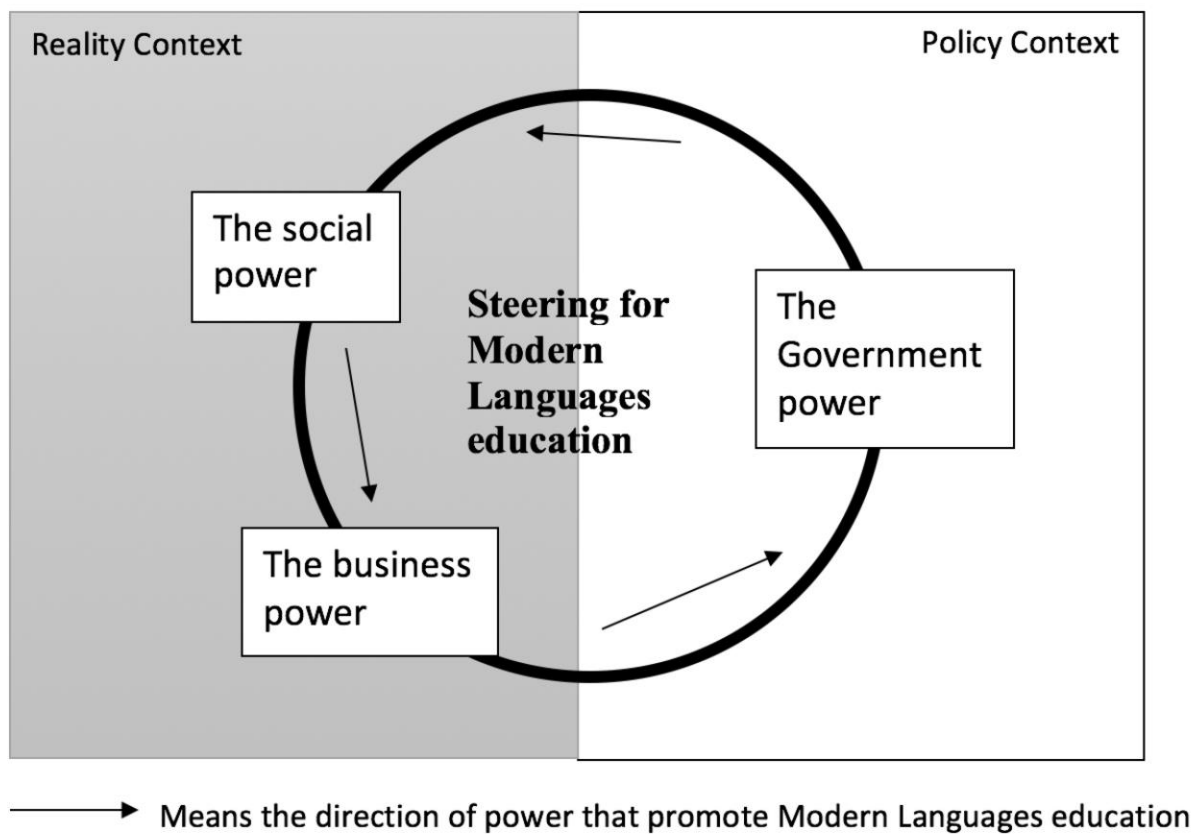 Reality Context
Policy Context
The social
power
Steering for
Modern
Languages
education
The
Government
power
The business
power
Means the direction of power that promote Modern Languages education